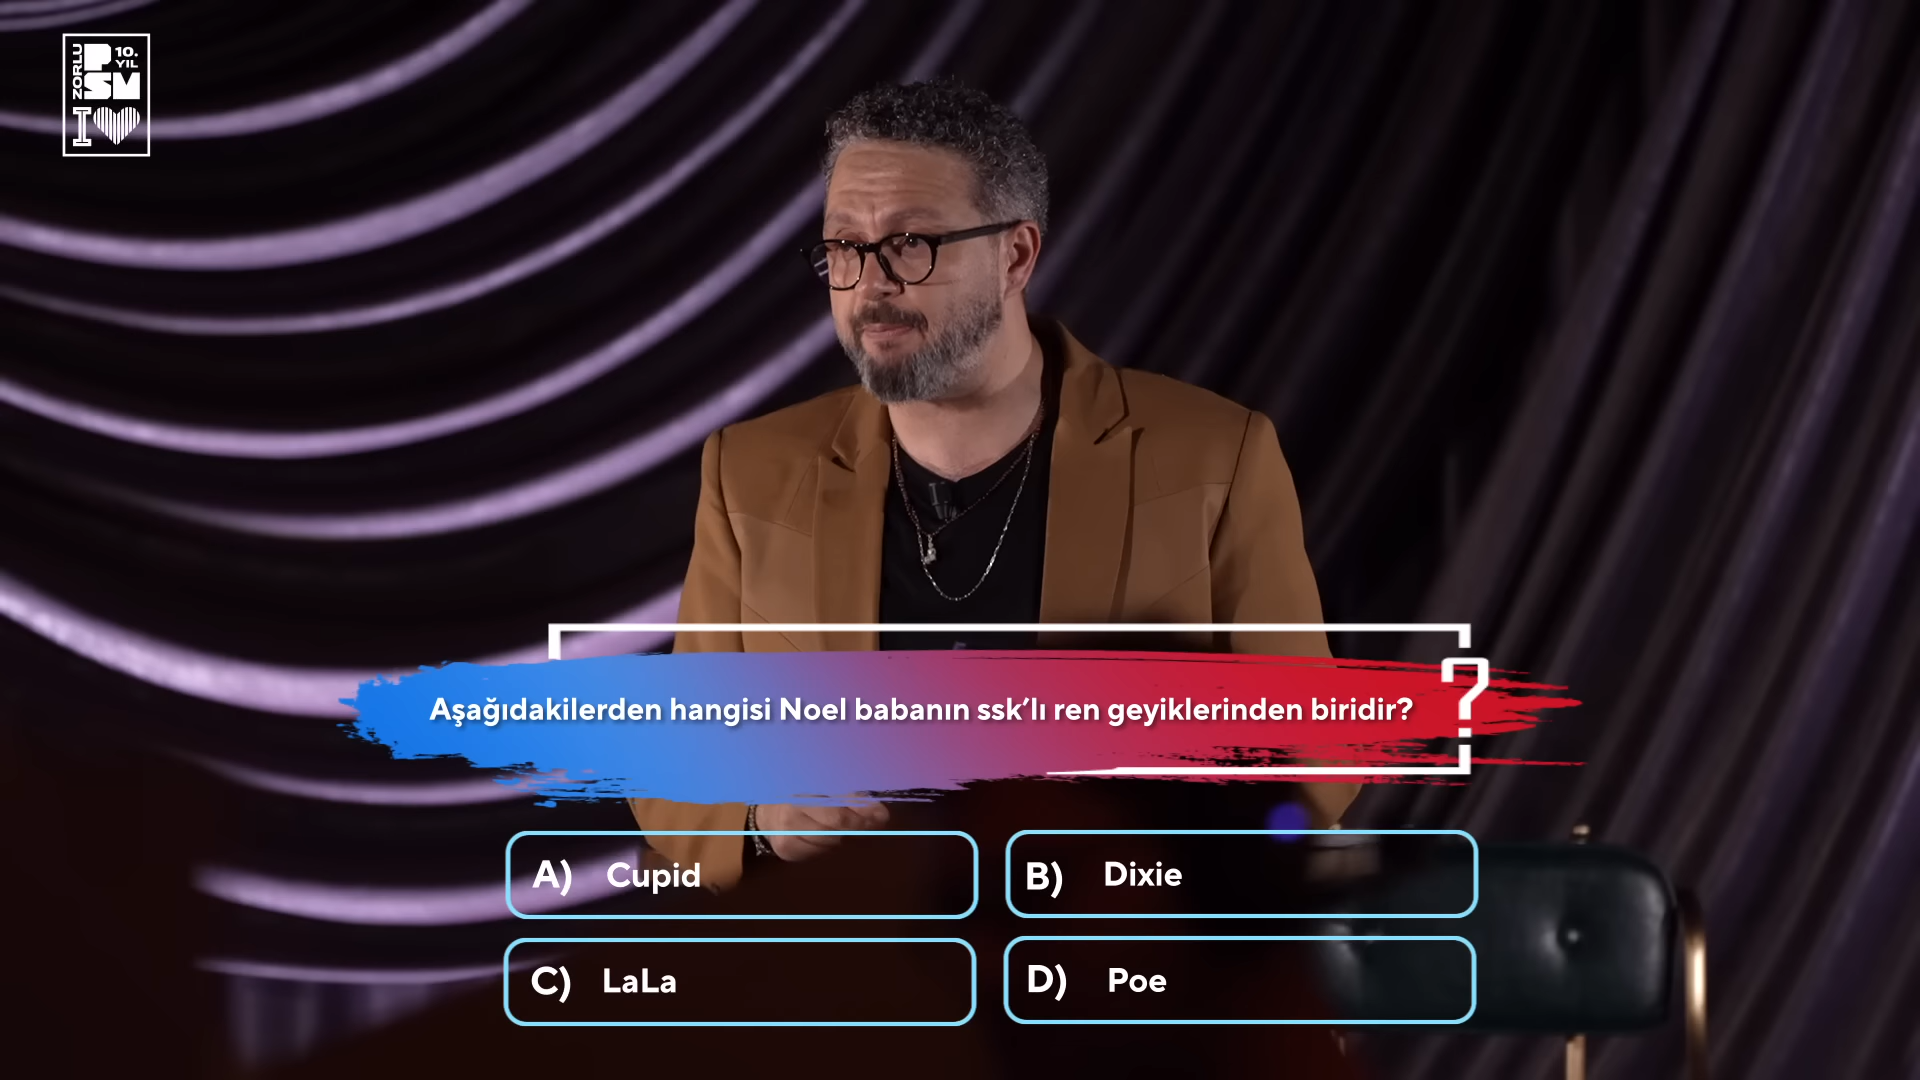 ZORLU
PSM
10.
YIL
I
Aşağıdakilerden hangisi Noel babanın ssk'lı ren geyiklerinden biridir?
?
A) Cupid
B) Dixie
C) LaLa
D) Poe